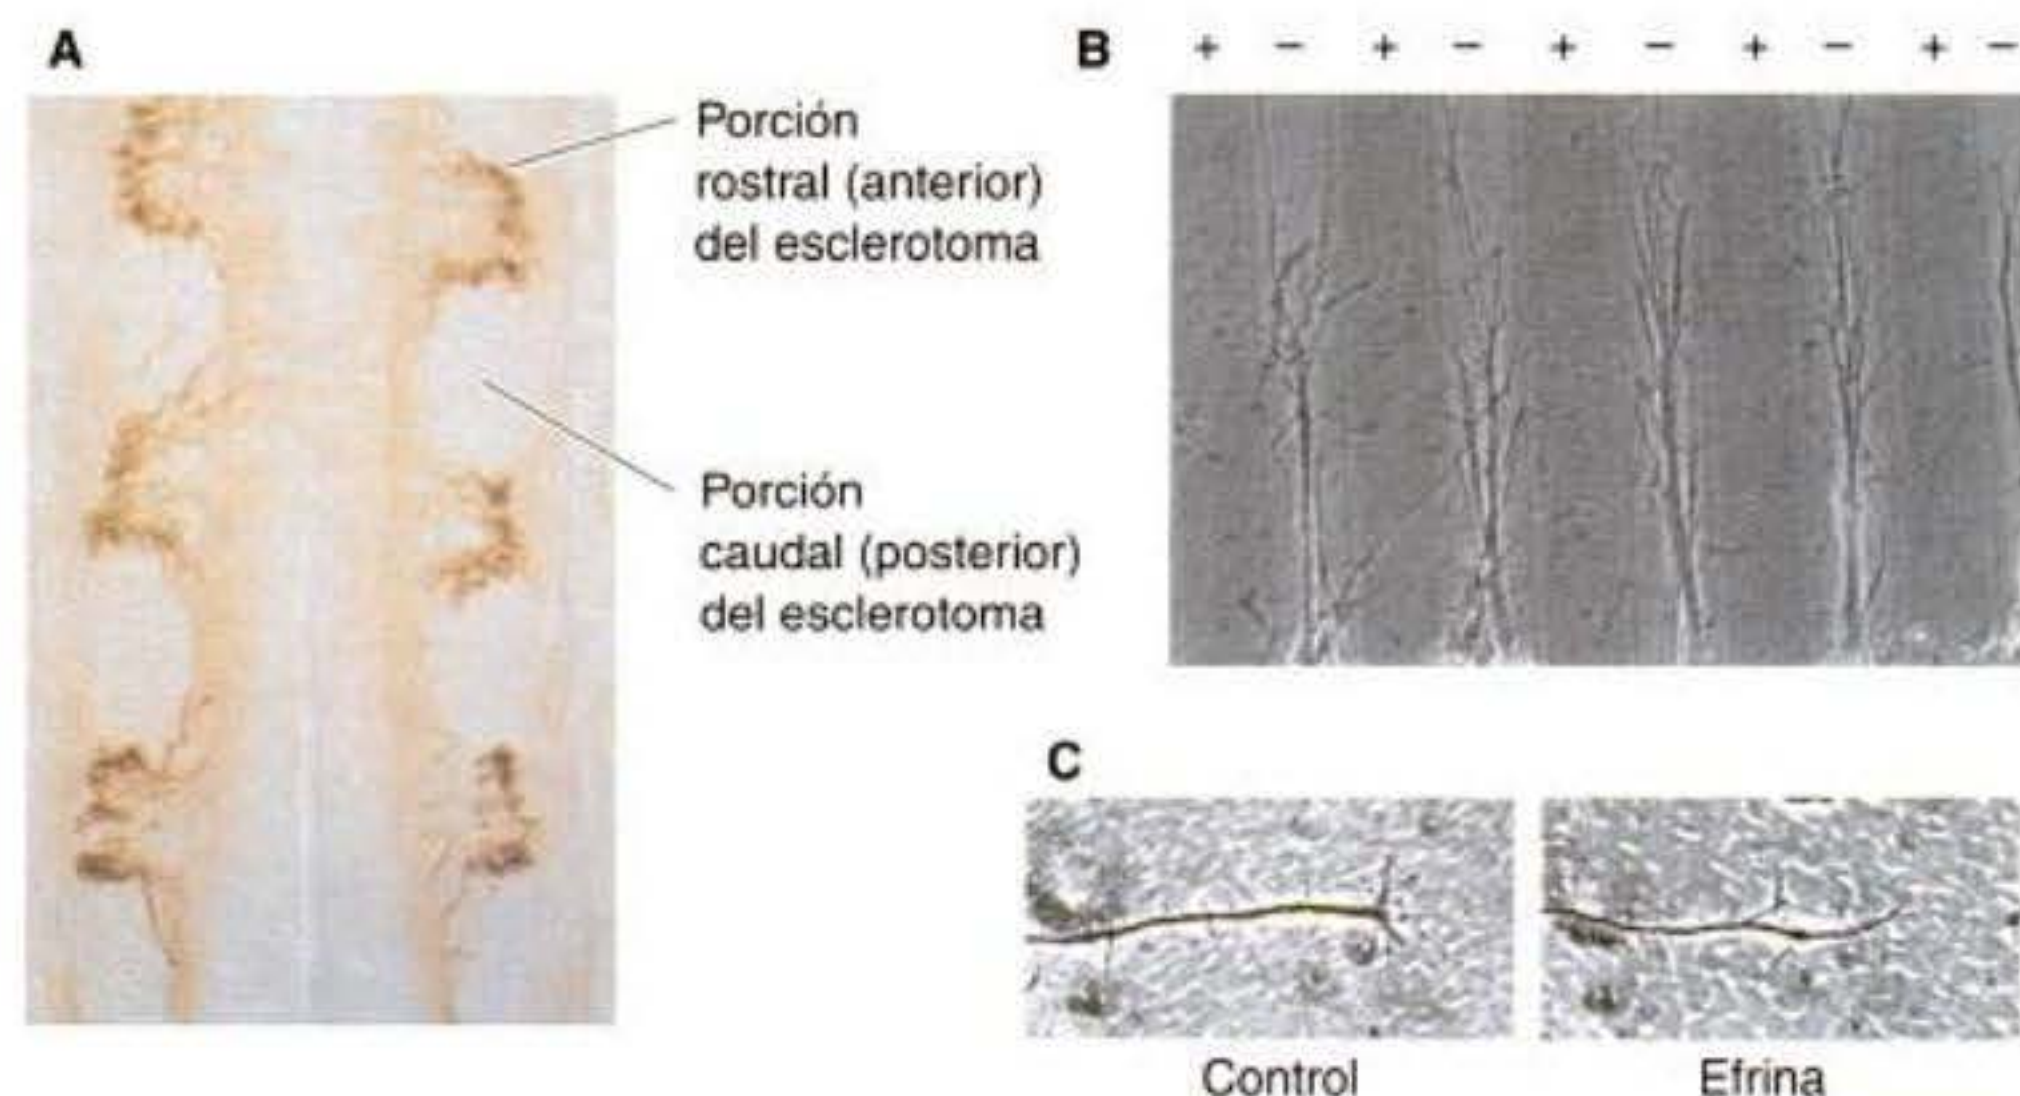 A
Porción
rostral (anterior)
del esclerotoma
Porción
caudal (posterior)
del esclerotoma
B + − + − + − + − + −
C
Control
Efrina